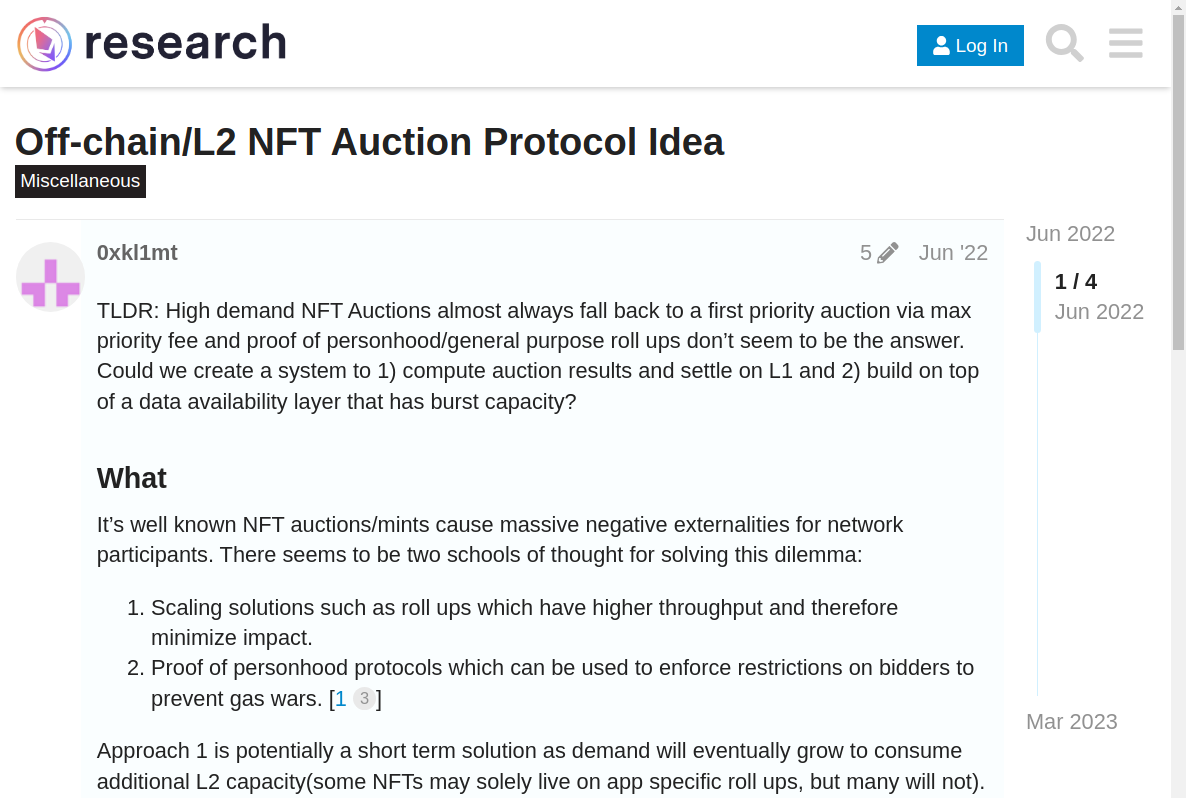 research
Log In
Off-chain/L2 NFT Auction Protocol Idea
Miscellaneous
0xkl1mt
5
Jun '22
TLDR: High demand NFT Auctions almost always fall back to a first priority auction via max
priority fee and proof of personhood/general purpose roll ups don’t seem to be the answer.
Could we create a system to 1) compute auction results and settle on L1 and 2) build on top
of a data availability layer that has burst capacity?
What
It’s well known NFT auctions/mints cause massive negative externalities for network
participants. There seems to be two schools of thought for solving this dilemma:
1. Scaling solutions such as roll ups which have higher throughput and therefore
minimize impact.
2. Proof of personhood protocols which can be used to enforce restrictions on bidders to
prevent gas wars. [1 3]
Approach 1 is potentially a short term solution as demand will eventually grow to consume
additional L2 capacity(some NFTs may solely live on app specific roll ups, but many will not).
Jun 2022
1 / 4
Jun 2022
Mar 2023